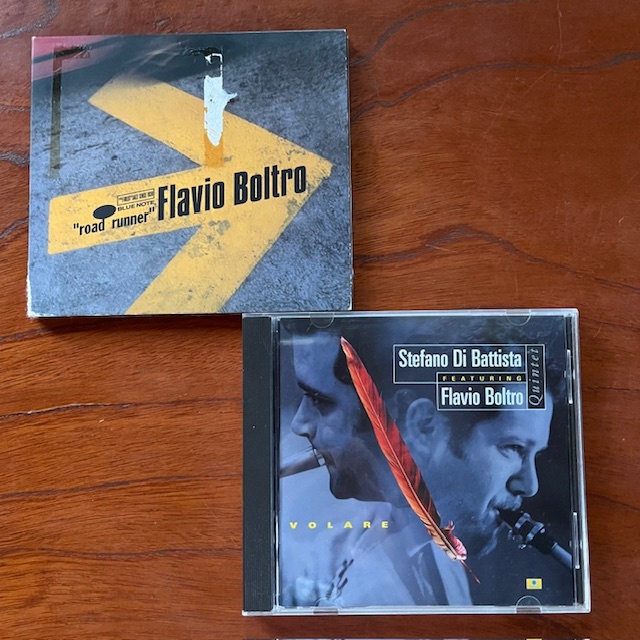 BLUE NOTE
"road runner"
Flavio Boltro
Stefano Di Battista
FEATURING
Flavio Boltro
Quintet
VOLARE